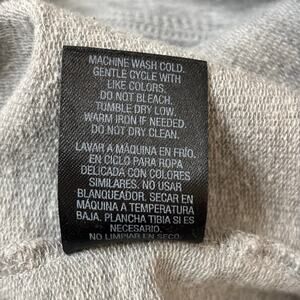 MACHINE WASH COLD.
GENTLE CYCLE WITH
LIKE COLORS.
DO NOT BLEACH.
TUMBLE DRY LOW.
WARM IRON IF NEEDED.
DO NOT DRY CLEAN.
LAVAR A MÁQUINA EN FRÍO.
EN CICLO PARA ROPA
DELICADA CON COLORES
SIMILARES. NO USAR
BLANQUEADOR. SECAR EN
MÁQUINA A TEMPERATURA
BAJA. PLANCHA TIBIA SI ES
NECESARIO.
NO LIMPIAR EN SECO.